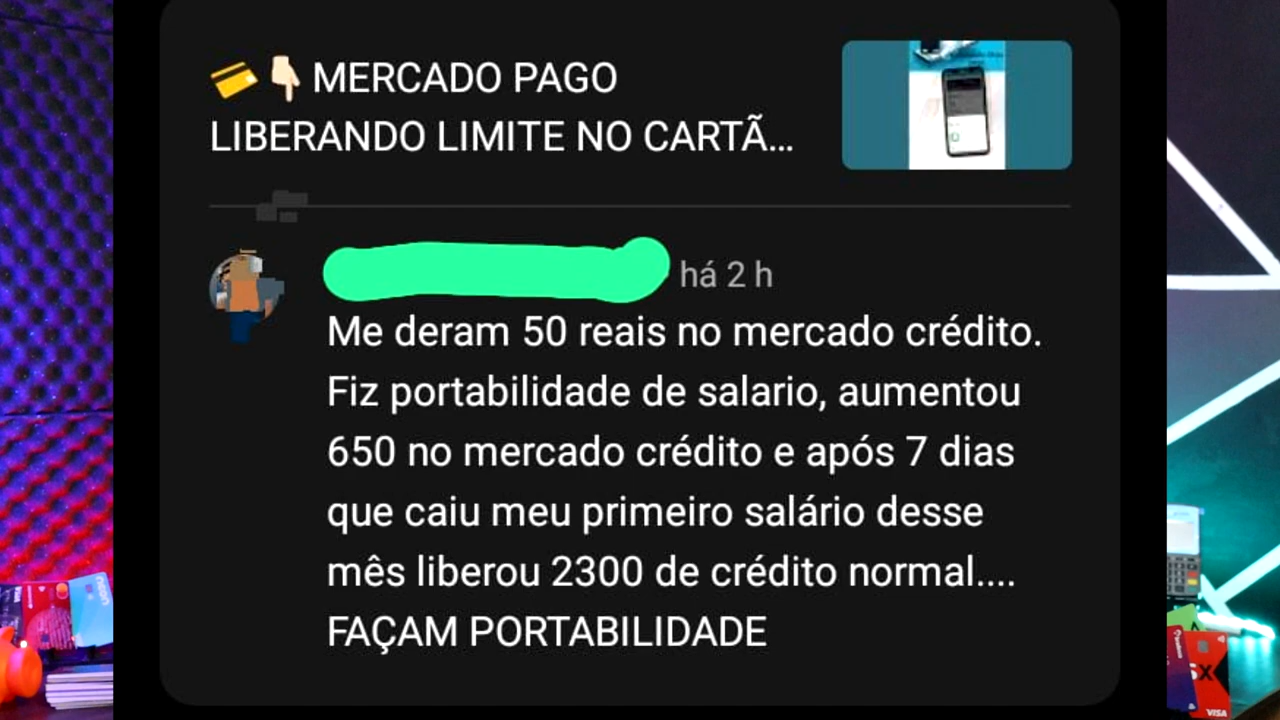 💳👇🏻 MERCADO PAGO
LIBERANDO LIMITE NO CARTÃ...
há 2 h
Me deram 50 reais no mercado crédito.
Fiz portabilidade de salario, aumentou
650 no mercado crédito e após 7 dias
que caiu meu primeiro salário desse
mês liberou 2300 de crédito normal....
FAÇAM PORTABILIDADE
VISA